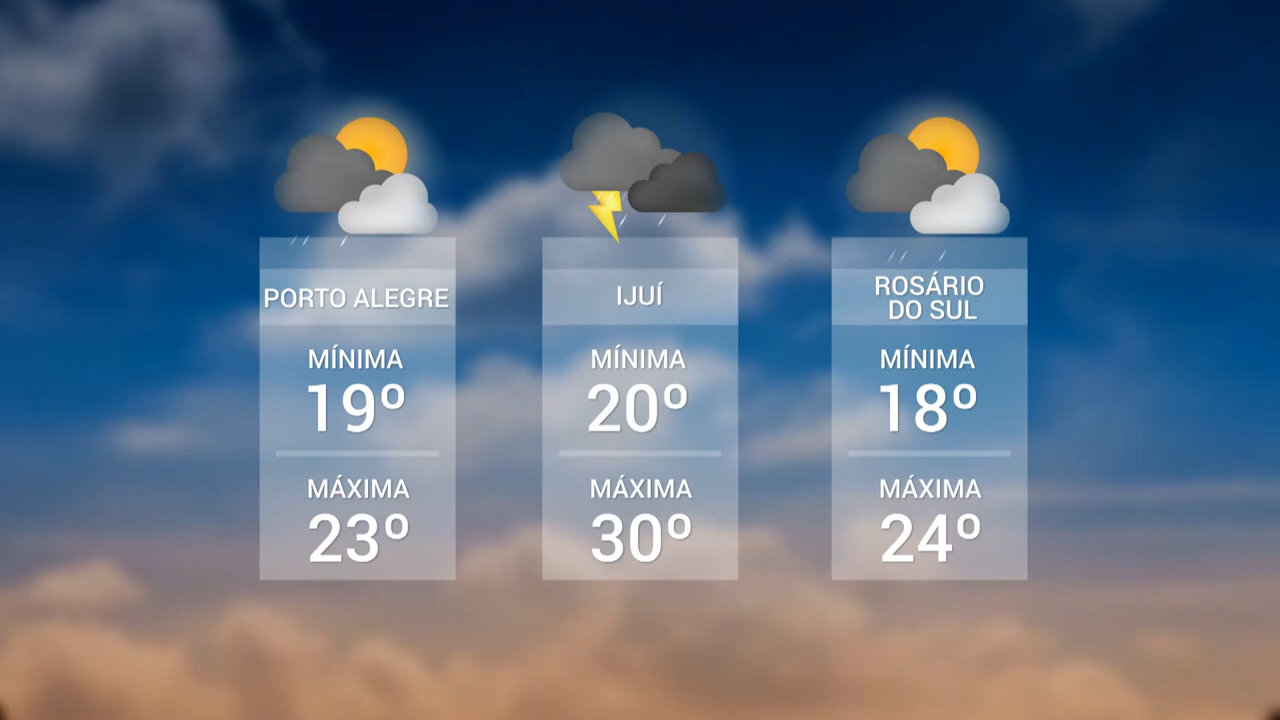 PORTO ALEGRE
MÍNIMA
19º
MÁXIMA
23º
IJUÍ
MÍNIMA
20º
MÁXIMA
30º
ROSÁRIO
DO SUL
MÍNIMA
18º
MÁXIMA
24º